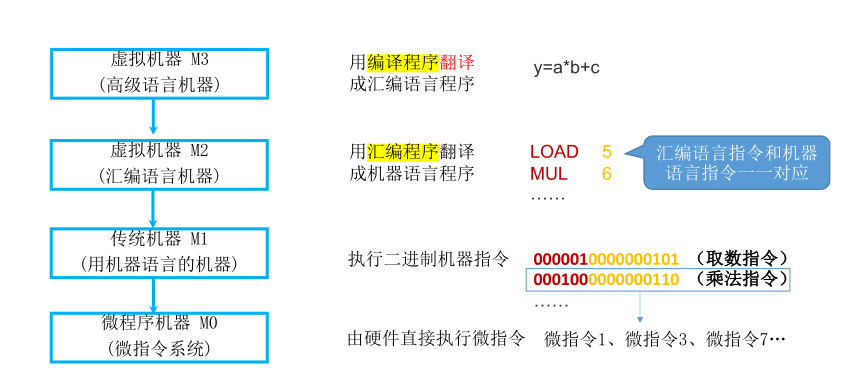 虚拟机器 M3
(高级语言机器)
用编译程序翻译
成汇编语言程序
y=a*b+c
虚拟机器 M2
(汇编语言机器)
用汇编程序翻译
成机器语言程序
LOAD 5
MUL 6
……
汇编语言指令和机器
语言指令一一对应
传统机器 M1
(用机器语言的机器)
执行二进制机器指令
0000010000000101 （取数指令）
0001000000000110 （乘法指令）
……
微程序机器 M0
(微指令系统)
由硬件直接执行微指令
微指令1、微指令3、微指令7…